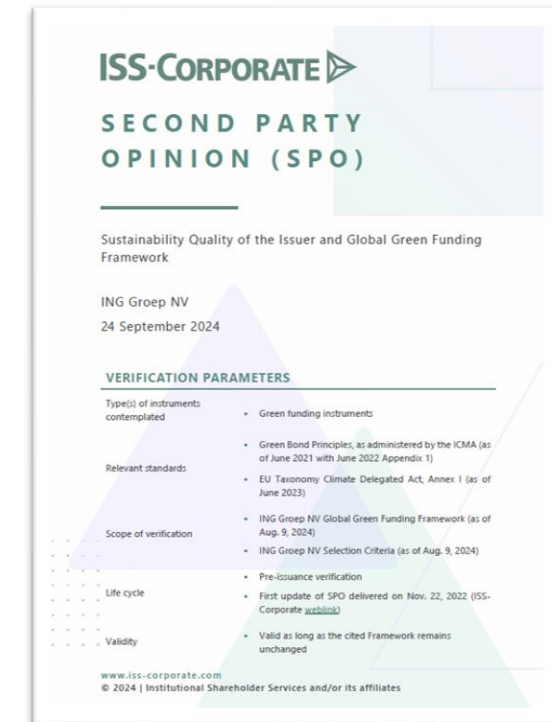 ISS-CORPORATE
SECOND PARTY
OPINION (SPO)
Sustainability Quality of the Issuer and Global Green Funding
Framework
ING Groep NV
24 September 2024
VERIFICATION PARAMETERS
Type(s) of instruments
contemplated
• Green funding instruments
Relevant standards
• Green Bond Principles, as administered by the ICMA (as
of June 2021 with June 2022 Appendix 1)
• EU Taxonomy Climate Delegated Act, Annex I (as of
June 2023)
Scope of verification
• ING Groep NV Global Green Funding Framework (as of
Aug. 9, 2024)
• ING Groep NV Selection Criteria (as of Aug. 9, 2024)
Life cycle
• Pre-issuance verification
• First update of SPO delivered on Nov. 22, 2022 (ISS-
Corporate weblink)
Validity
• Valid as long as the cited Framework remains
unchanged
www.iss-corporate.com
© 2024 | Institutional Shareholder Services and/or its affiliates